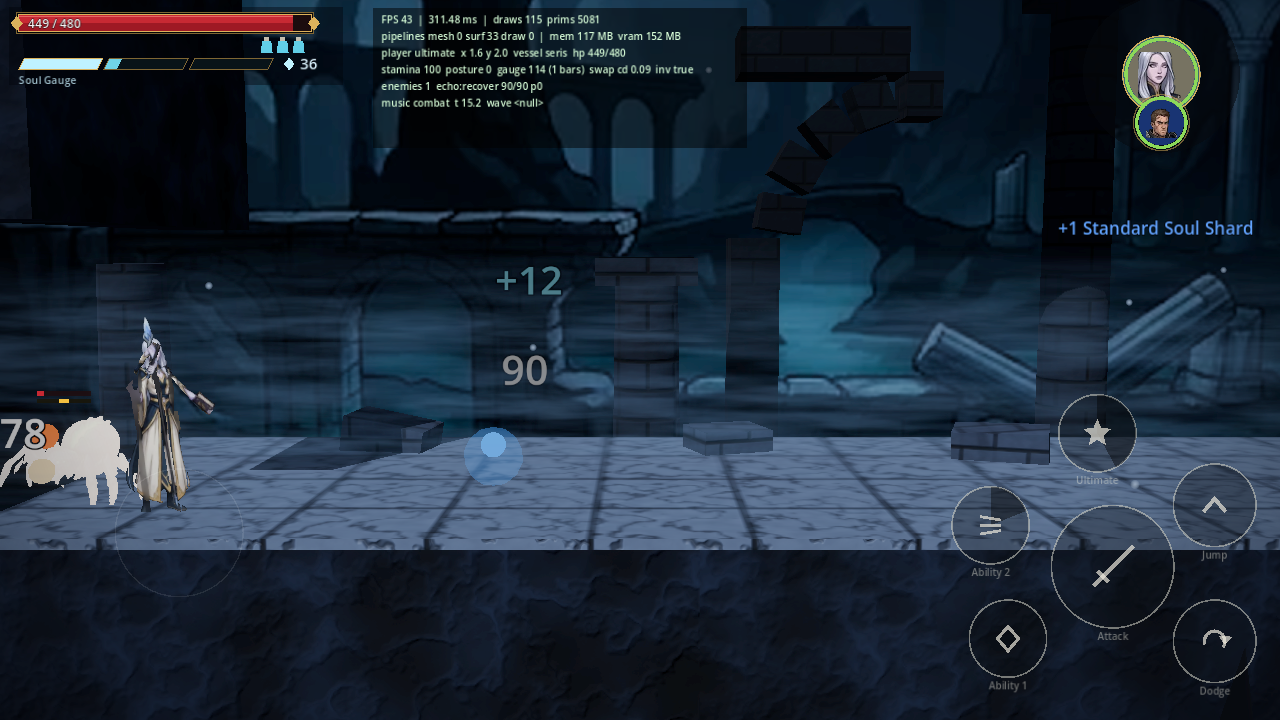 449 / 480
36
Soul Gauge
FPS 43 | 311.48 ms | draws 115 prims 5081
pipelines mesh 0 surf 33 draw 0 | mem 117 MB vram 152 MB
player ultimate x 1.6 y 2.0 vessel seris hp 449/480
stamina 100 posture 0 gauge 114 (1 bars) swap cd 0.09 inv true
enemies 1 echo:recover 90/90 p0
music combat t 15.2 wave <null>
+1 Standard Soul Shard
+12
90
78
Ultimate
Jump
Ability 2
Attack
Ability 1
Dodge